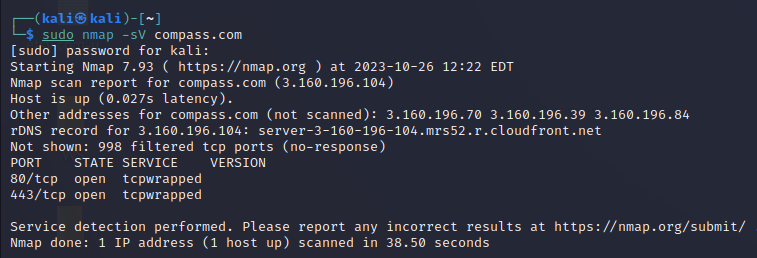 ┌──(kali㉿kali)-[~]
└─$ sudo nmap -sV compass.com
[sudo] password for kali:
Starting Nmap 7.93 ( https://nmap.org ) at 2023-10-26 12:22 EDT
Nmap scan report for compass.com (3.160.196.104)
Host is up (0.027s latency).
Other addresses for compass.com (not scanned): 3.160.196.70 3.160.196.39 3.160.196.84
rDNS record for 3.160.196.104: server-3-160-196-104.mrs52.r.cloudfront.net
Not shown: 998 filtered tcp ports (no-response)
PORT    STATE SERVICE    VERSION
80/tcp  open  tcpwrapped
443/tcp open  tcpwrapped

Service detection performed. Please report any incorrect results at https://nmap.org/submit/
Nmap done: 1 IP address (1 host up) scanned in 38.50 seconds